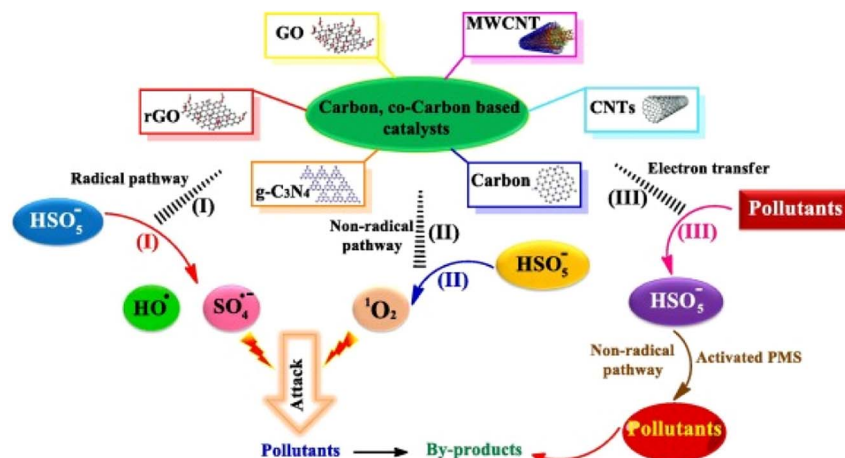 GO
MWCNT
rGO
Carbon, co-Carbon based
catalysts
CNTs
g-C₃N₄
Carbon
Radical pathway
(I)
Non-radical
pathway
(II)
Electron transfer
(III)
HSO₅⁻
(I)
HSO₅⁻
(II)
Pollutants
(III)
HO•
SO₄•⁻
¹O₂
HSO₅⁻
Attack
Non-radical
pathway
Activated PMS
Pollutants
Pollutants
By-products